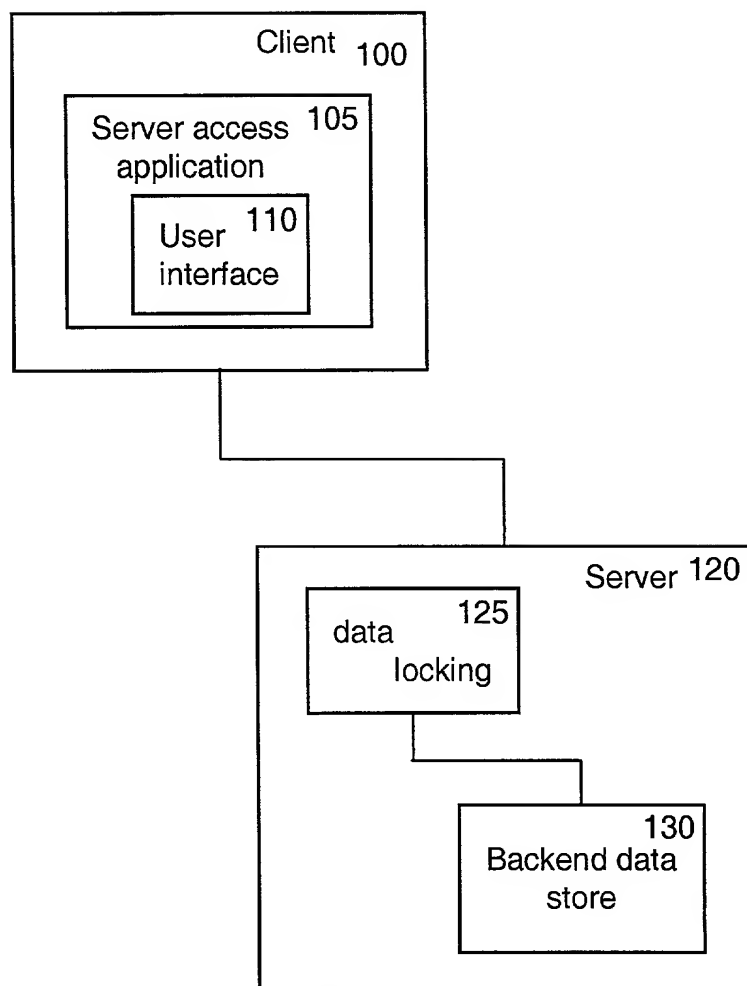 Client 100
Server access 105
application
User 110
interface
Server 120
data 125
locking
130
Backend data
store